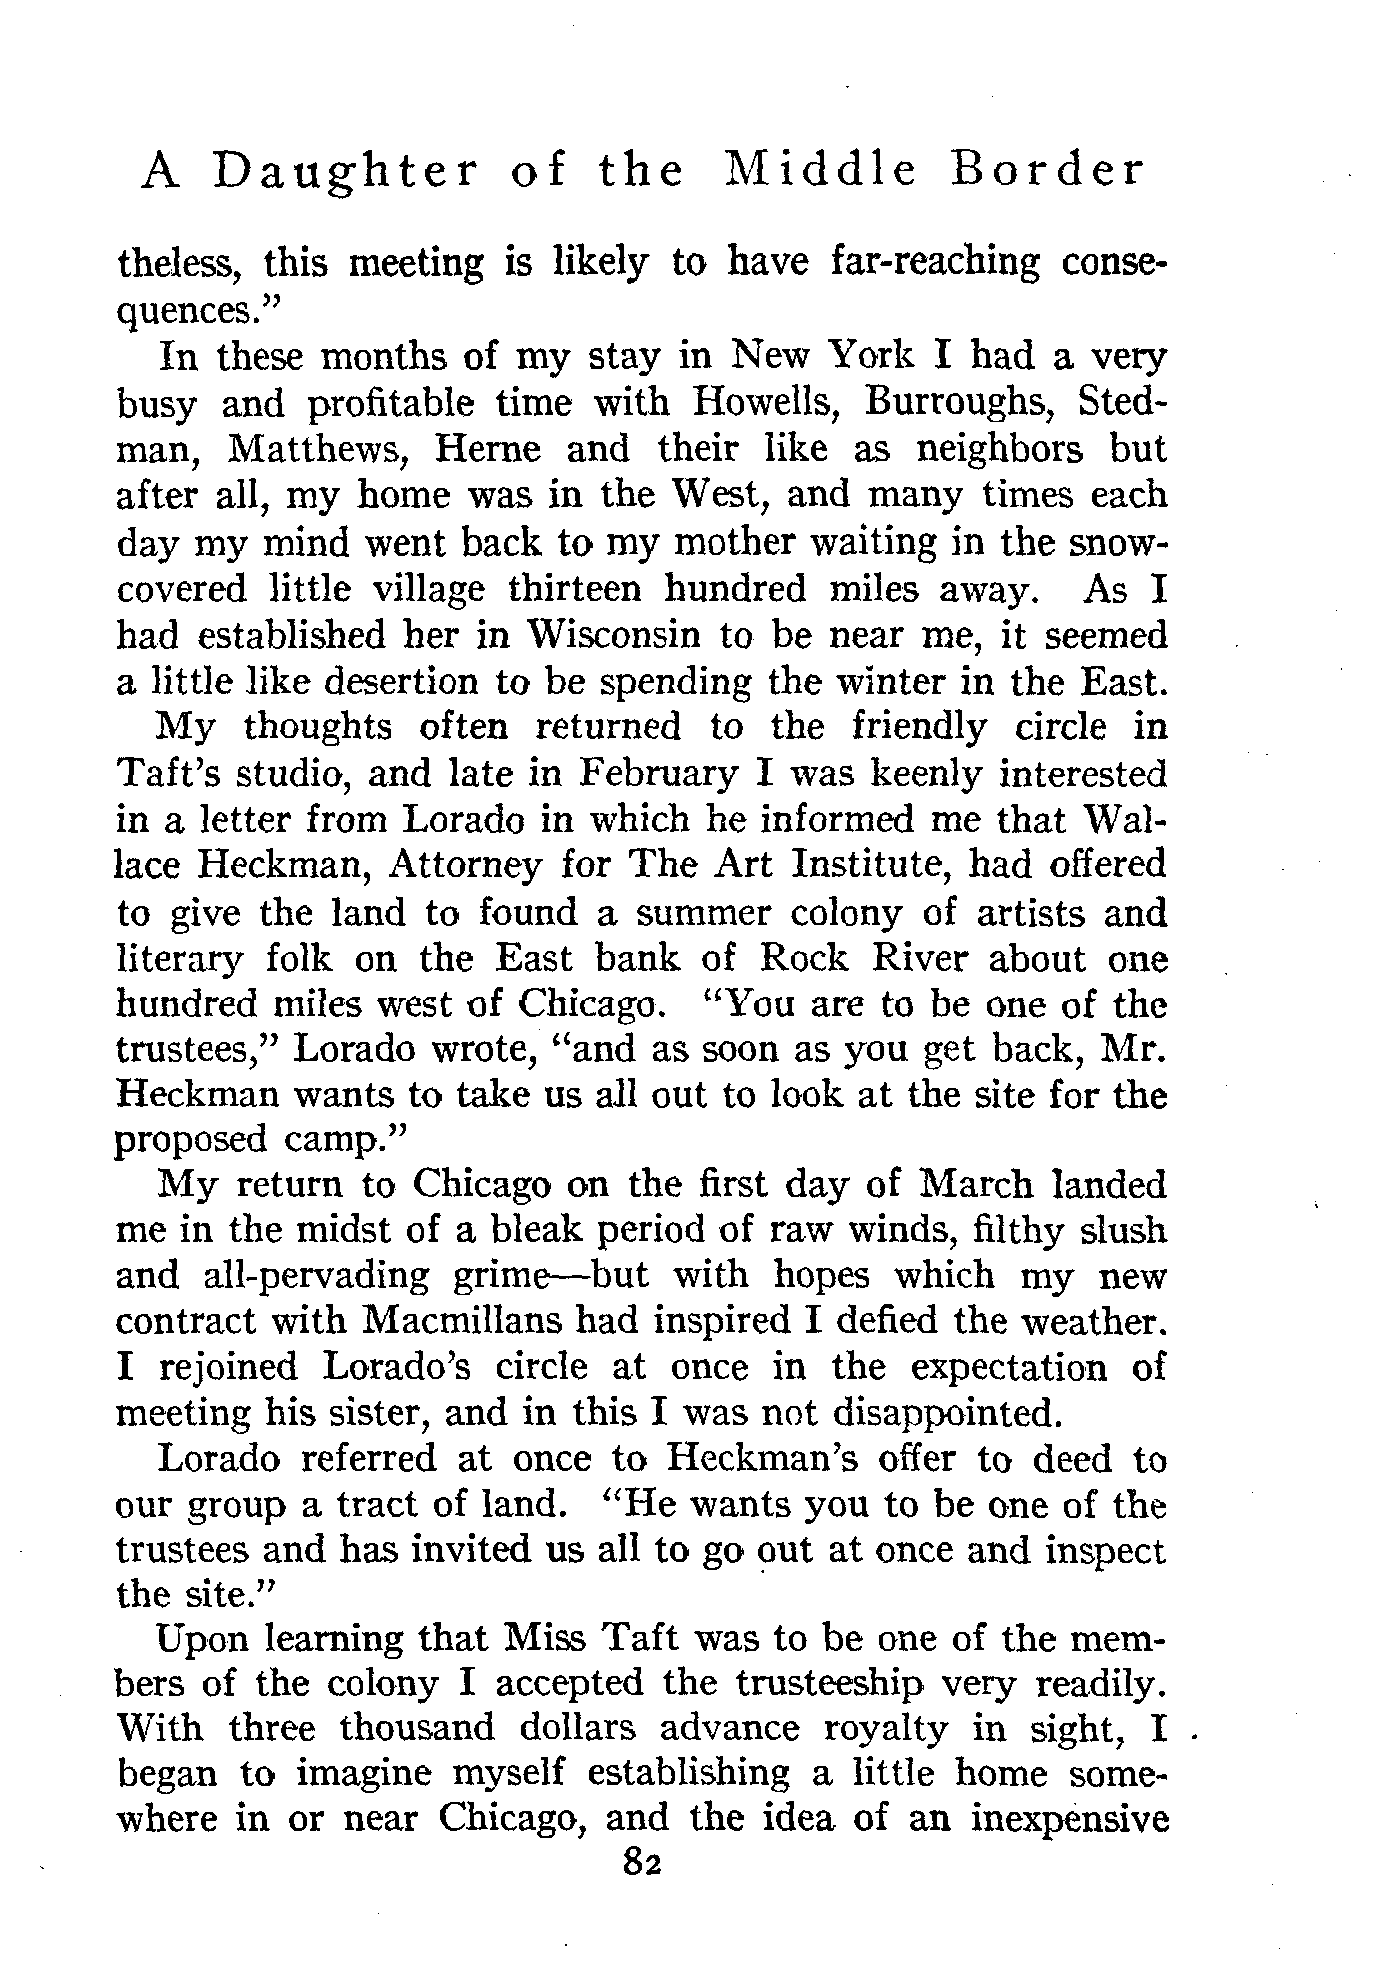 A Daughter of the Middle Border
theless, this meeting is likely to have far-reaching conse-
quences.”
In these months of my stay in New York I had a very
busy and profitable time with Howells, Burroughs, Sted-
man, Matthews, Herne and their like as neighbors but
after all, my home was in the West, and many times each
day my mind went back to my mother waiting in the snow-
covered little village thirteen hundred miles away. As I
had established her in Wisconsin to be near me, it seemed
a little like desertion to be spending the winter in the East.
My thoughts often returned to the friendly circle in
Taft’s studio, and late in February I was keenly interested
in a letter from Lorado in which he informed me that Wal-
lace Heckman, Attorney for The Art Institute, had offered
to give the land to found a summer colony of artists and
literary folk on the East bank of Rock River about one
hundred miles west of Chicago. “You are to be one of the
trustees,” Lorado wrote, “and as soon as you get back, Mr.
Heckman wants to take us all out to look at the site for the
proposed camp.”
My return to Chicago on the first day of March landed
me in the midst of a bleak period of raw winds, filthy slush
and all-pervading grime—but with hopes which my new
contract with Macmillans had inspired I defied the weather.
I rejoined Lorado’s circle at once in the expectation of
meeting his sister, and in this I was not disappointed.
Lorado referred at once to Heckman’s offer to deed to
our group a tract of land. “He wants you to be one of the
trustees and has invited us all to go out at once and inspect
the site.”
Upon learning that Miss Taft was to be one of the mem-
bers of the colony I accepted the trusteeship very readily.
With three thousand dollars advance royalty in sight, I
began to imagine myself establishing a little home some-
where in or near Chicago, and the idea of an inexpensive
82